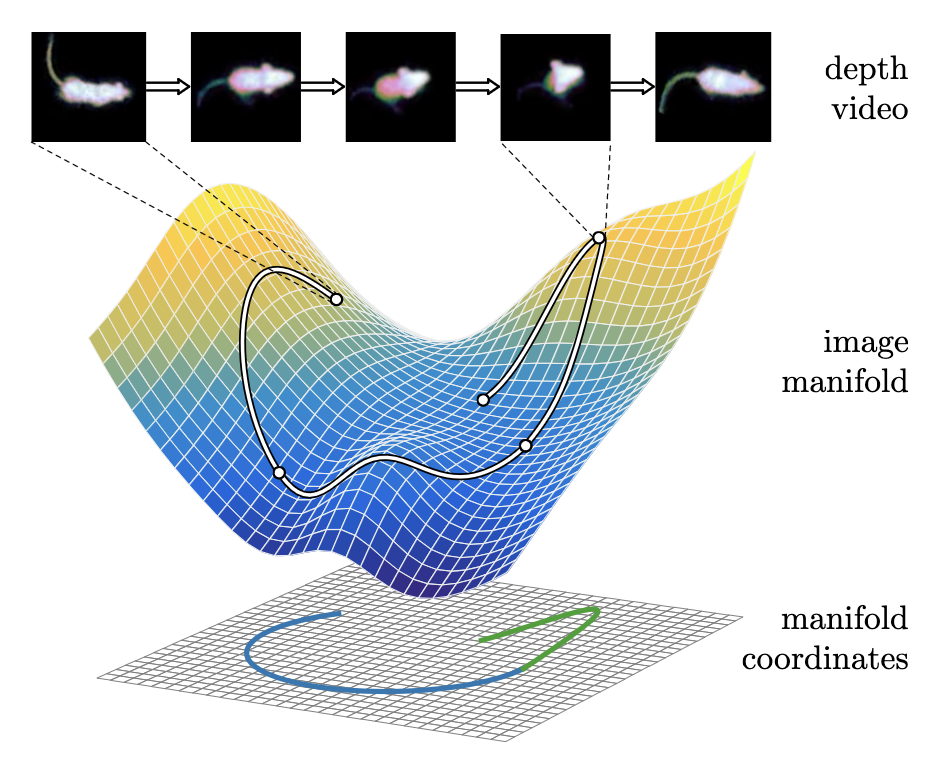 depth
video
image
manifold
manifold
coordinates